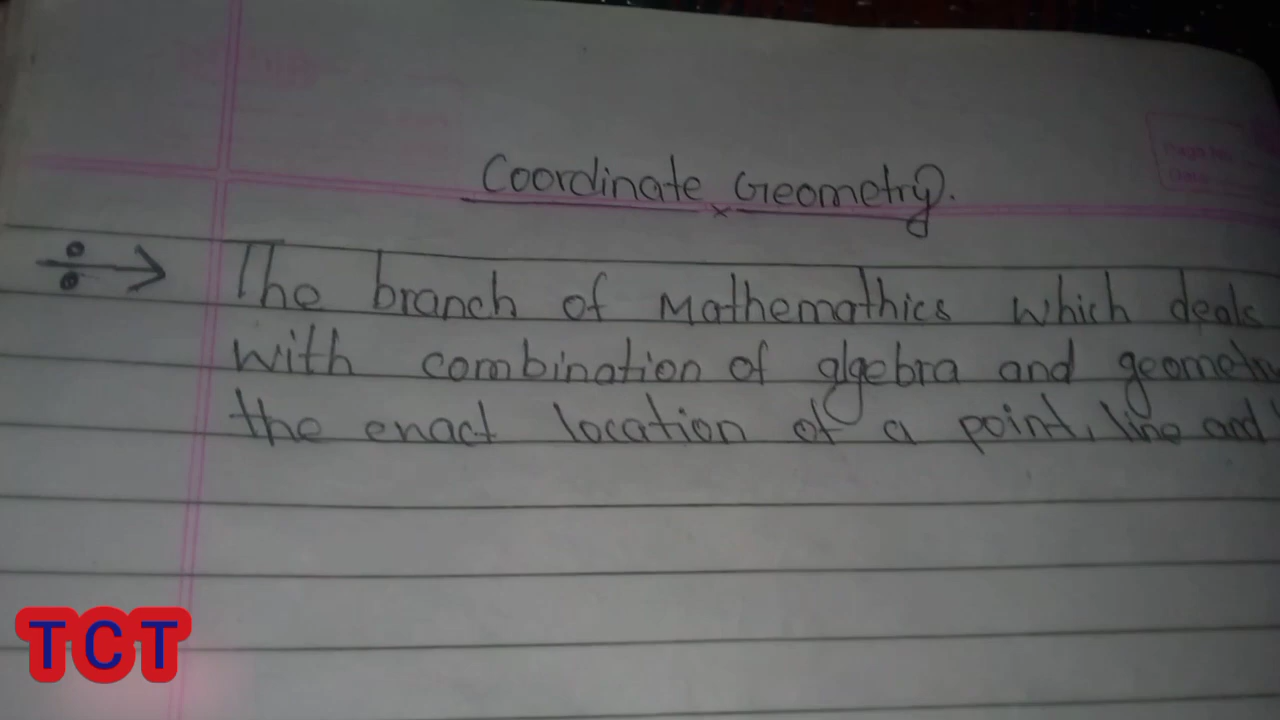 Coordinate Geometry.
÷→ The branch of Mathemathics which deals
with combination of algebra and geometry
the enact location of a point, line and
TCT